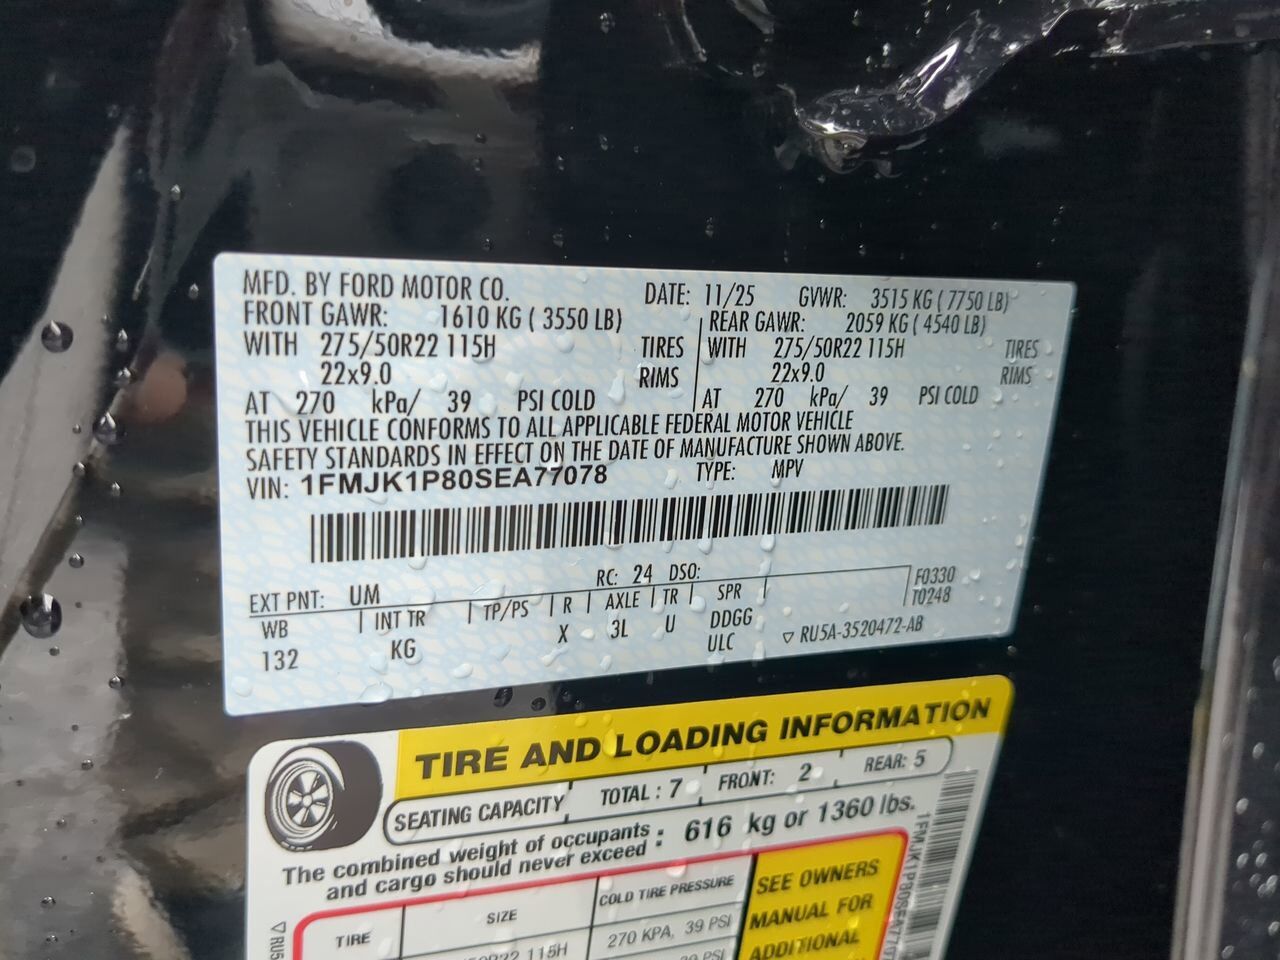 MFD. BY FORD MOTOR CO. DATE: 11/25 GVWR: 3515 KG ( 7750 LB)
FRONT GAWR: 1610 KG ( 3550 LB) REAR GAWR: 2059 KG ( 4540 LB)
WITH 275/50R22 115H TIRES WITH 275/50R22 115H TIRES
22x9.0 RIMS 22x9.0 RIMS
AT 270 kPa/ 39 PSI COLD AT 270 kPa/ 39 PSI COLD
THIS VEHICLE CONFORMS TO ALL APPLICABLE FEDERAL MOTOR VEHICLE
SAFETY STANDARDS IN EFFECT ON THE DATE OF MANUFACTURE SHOWN ABOVE.
VIN: 1FMJK1P80SEA77078 TYPE: MPV
EXT PNT: UM RC: 24 DSO: F0330
WB INT TR TP/PS R AXLE TR SPR T0248
132 KG X 3L U DDGG
ULC ▽ RU5A-3520472-AB
TIRE AND LOADING INFORMATION
SEATING CAPACITY TOTAL : 7 FRONT: 2 REAR: 5
The combined weight of occupants
and cargo should never exceed : 616 kg or 1360 lbs.
TIRE SIZE COLD TIRE PRESSURE SEE OWNERS
115H 270 KPA, 39 PSI MANUAL FOR
ADDITIONAL